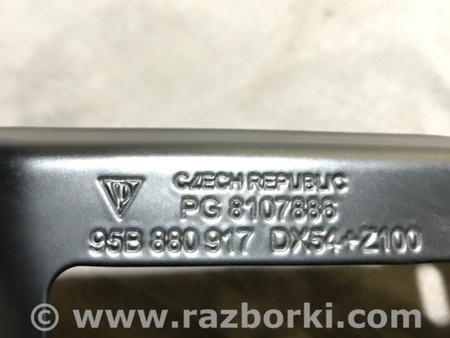 CZECH REPUBLIC
PG 8107886
95B 880 917 DX54+Z100
© www.razborki.com